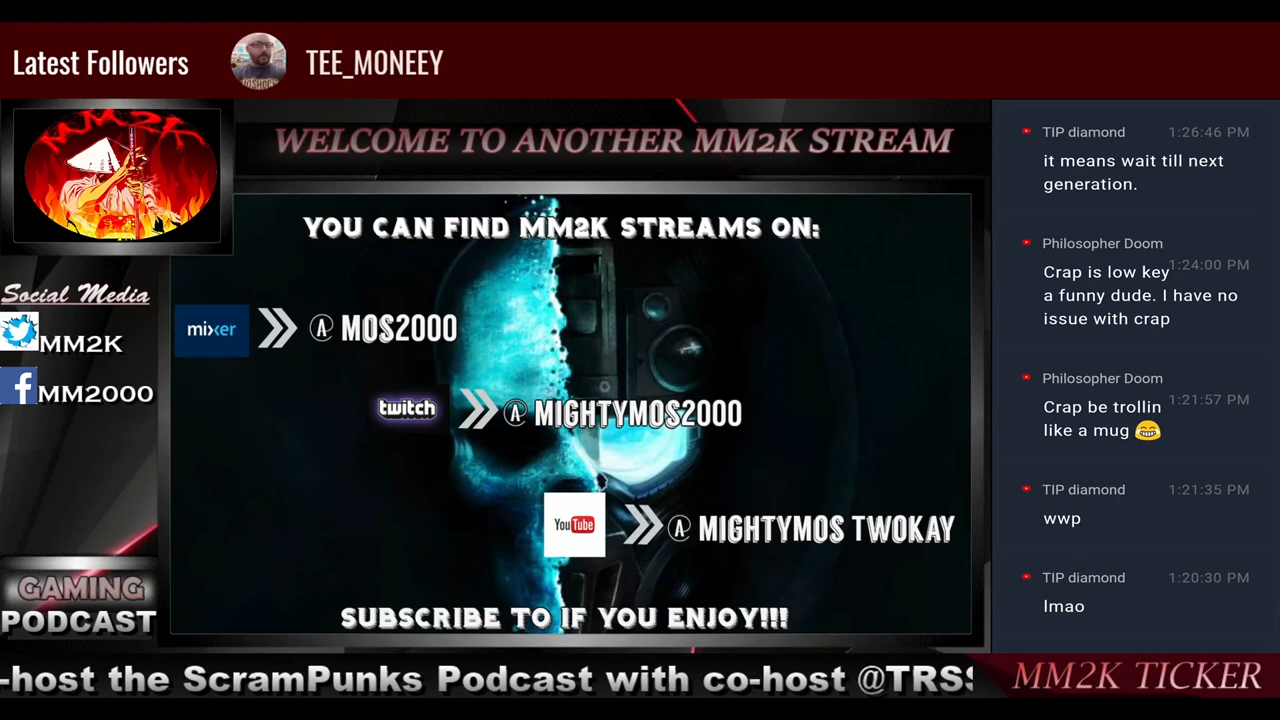 Latest Followers TEE_MONEEY
MM2K
WELCOME TO ANOTHER MM2K STREAM
YOU CAN FIND MM2K STREAMS ON:
mixer @ MOS2000
twitch @ MIGHTYMOS2000
YouTube @ MIGHTYMOS TWOKAY
SUBSCRIBE TO IF YOU ENJOY!!!
Social Media
MM2K
MM2000
GAMING
PODCAST
TIP diamond 1:26:46 PM
it means wait till next
generation.
Philosopher Doom
1:24:00 PM
Crap is low key
a funny dude. I have no
issue with crap
Philosopher Doom
1:21:57 PM
Crap be trollin
like a mug 😂
TIP diamond 1:21:35 PM
wwp
TIP diamond 1:20:30 PM
lmao
-host the ScramPunks Podcast with co-host @TRSS
MM2K TICKER